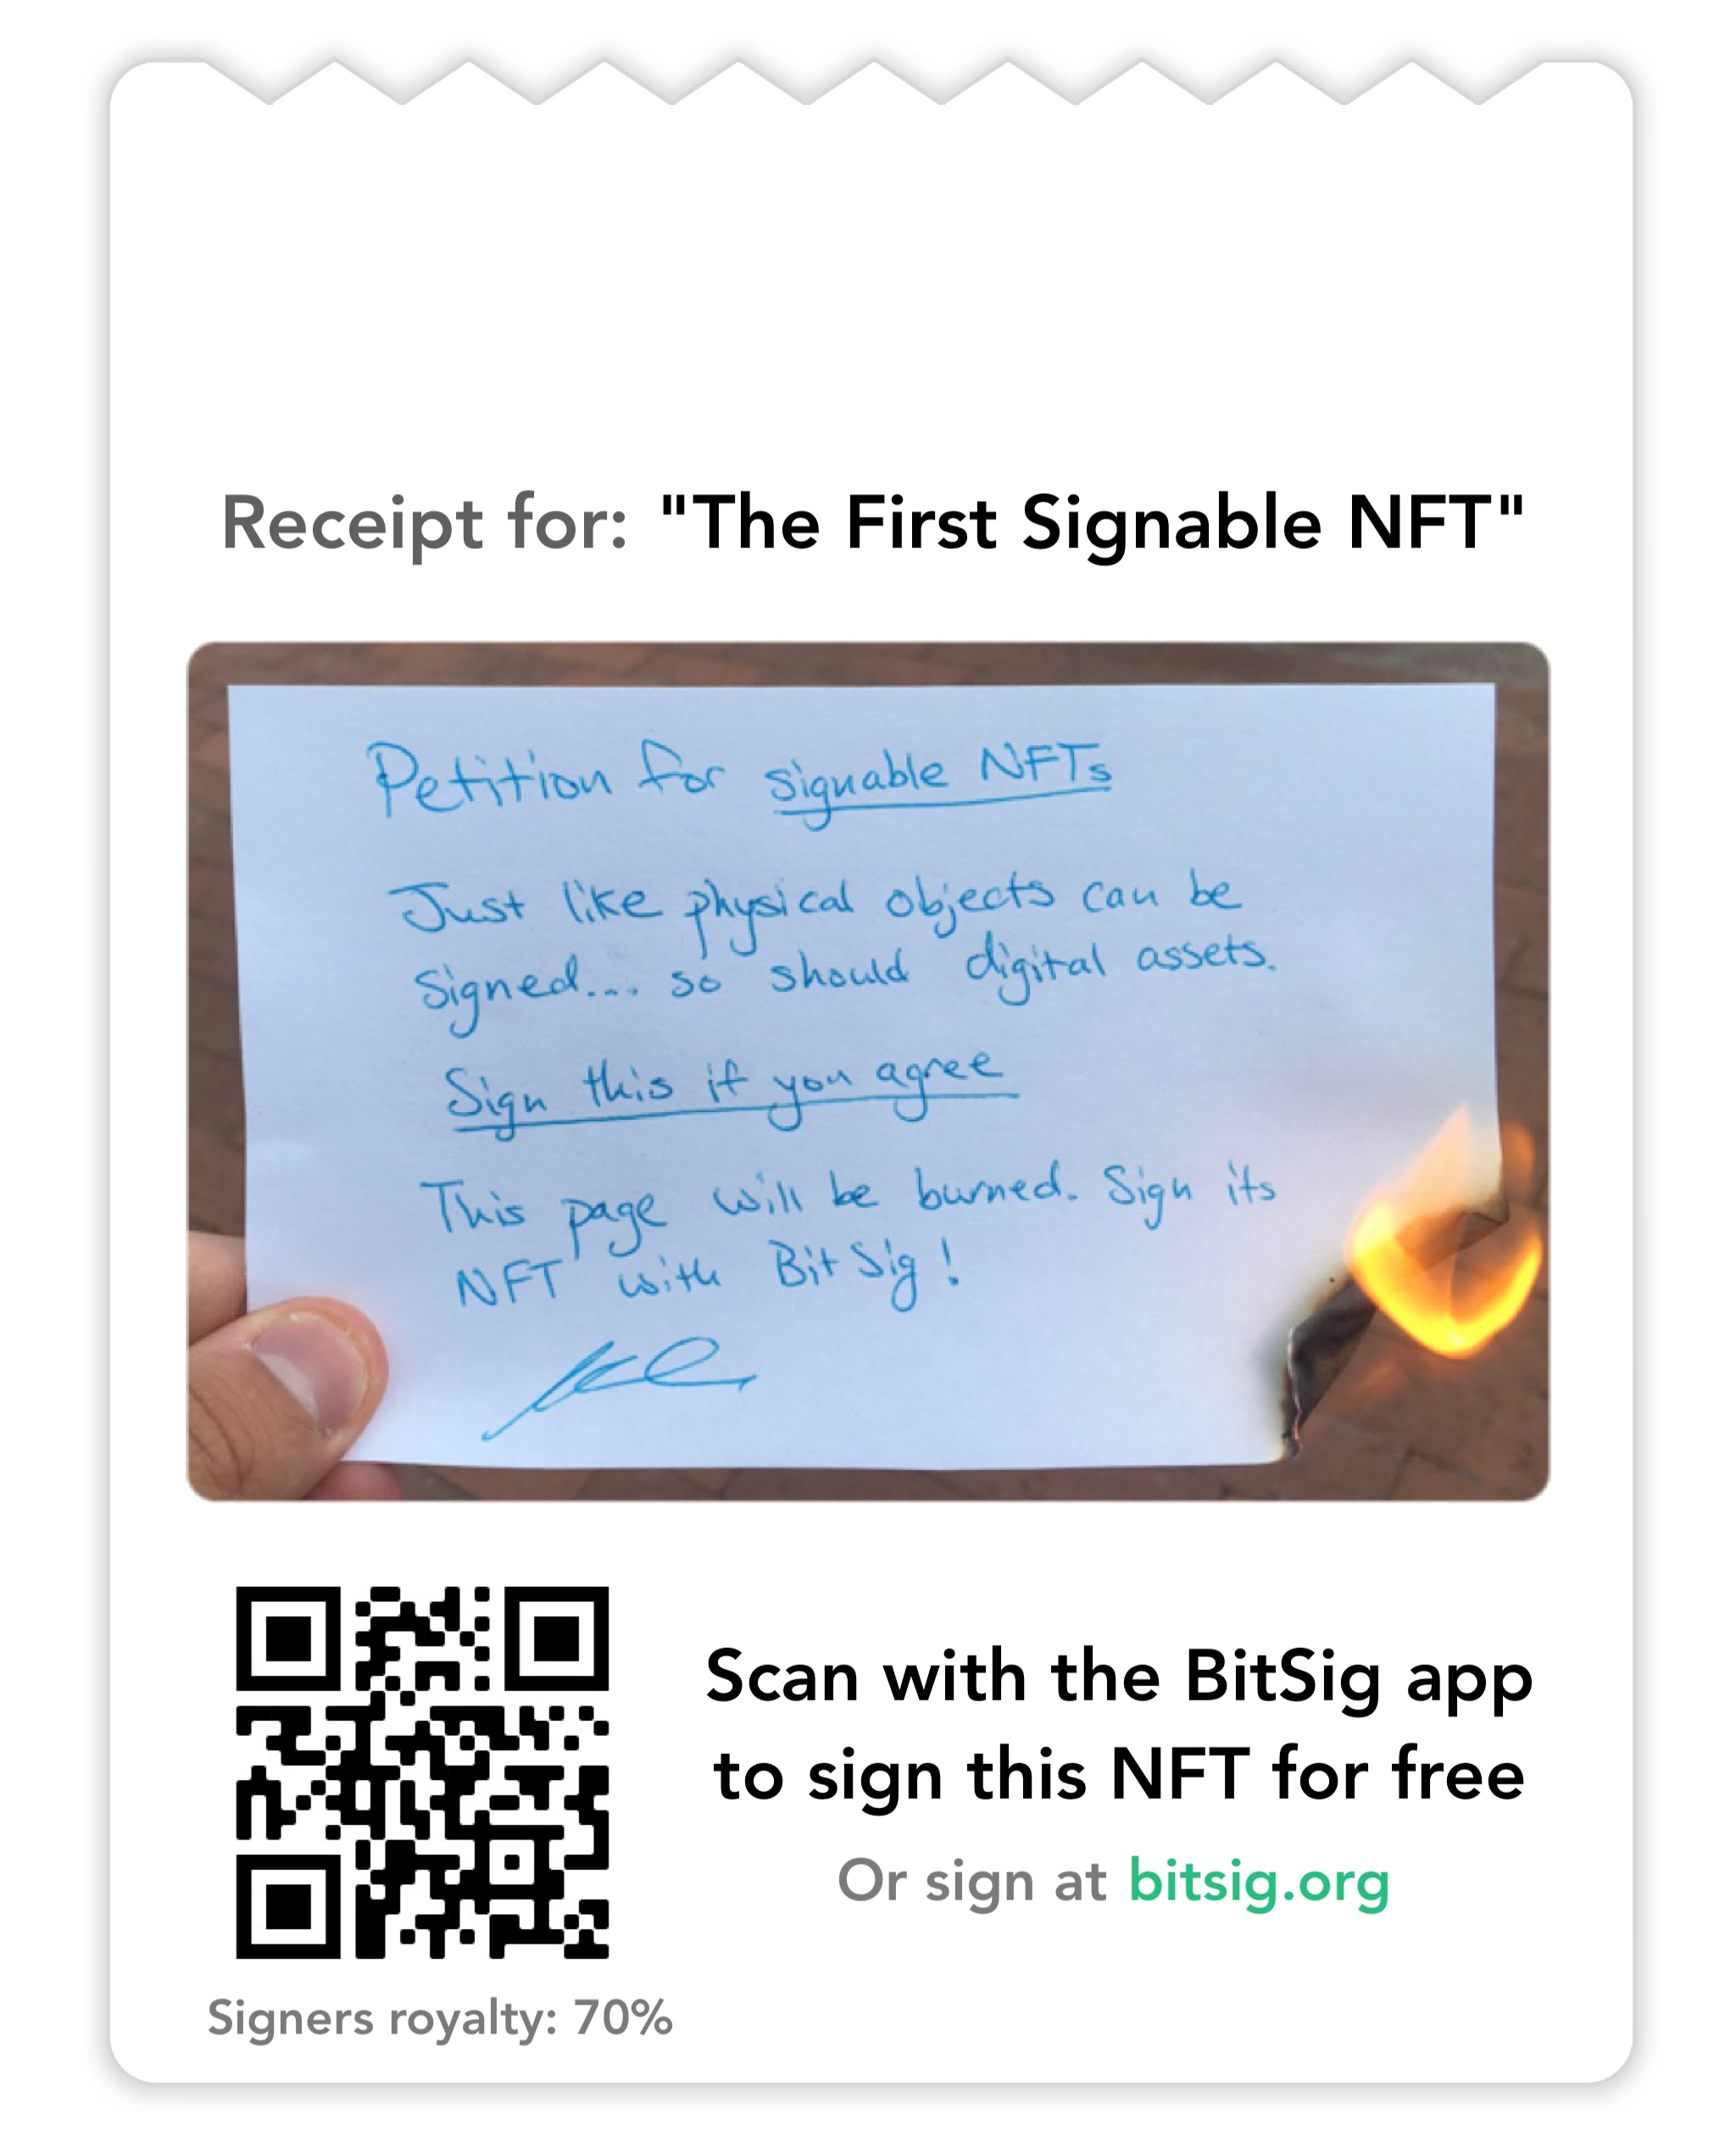 Receipt for: "The First Signable NFT"
Petition for signable NFTs
Just like physical objects can be
signed... so should digital assets.
Sign this if you agree
This page will be burned. Sign its
NFT with BitSig!
Scan with the BitSig app
to sign this NFT for free
Or sign at bitsig.org
Signers royalty: 70%